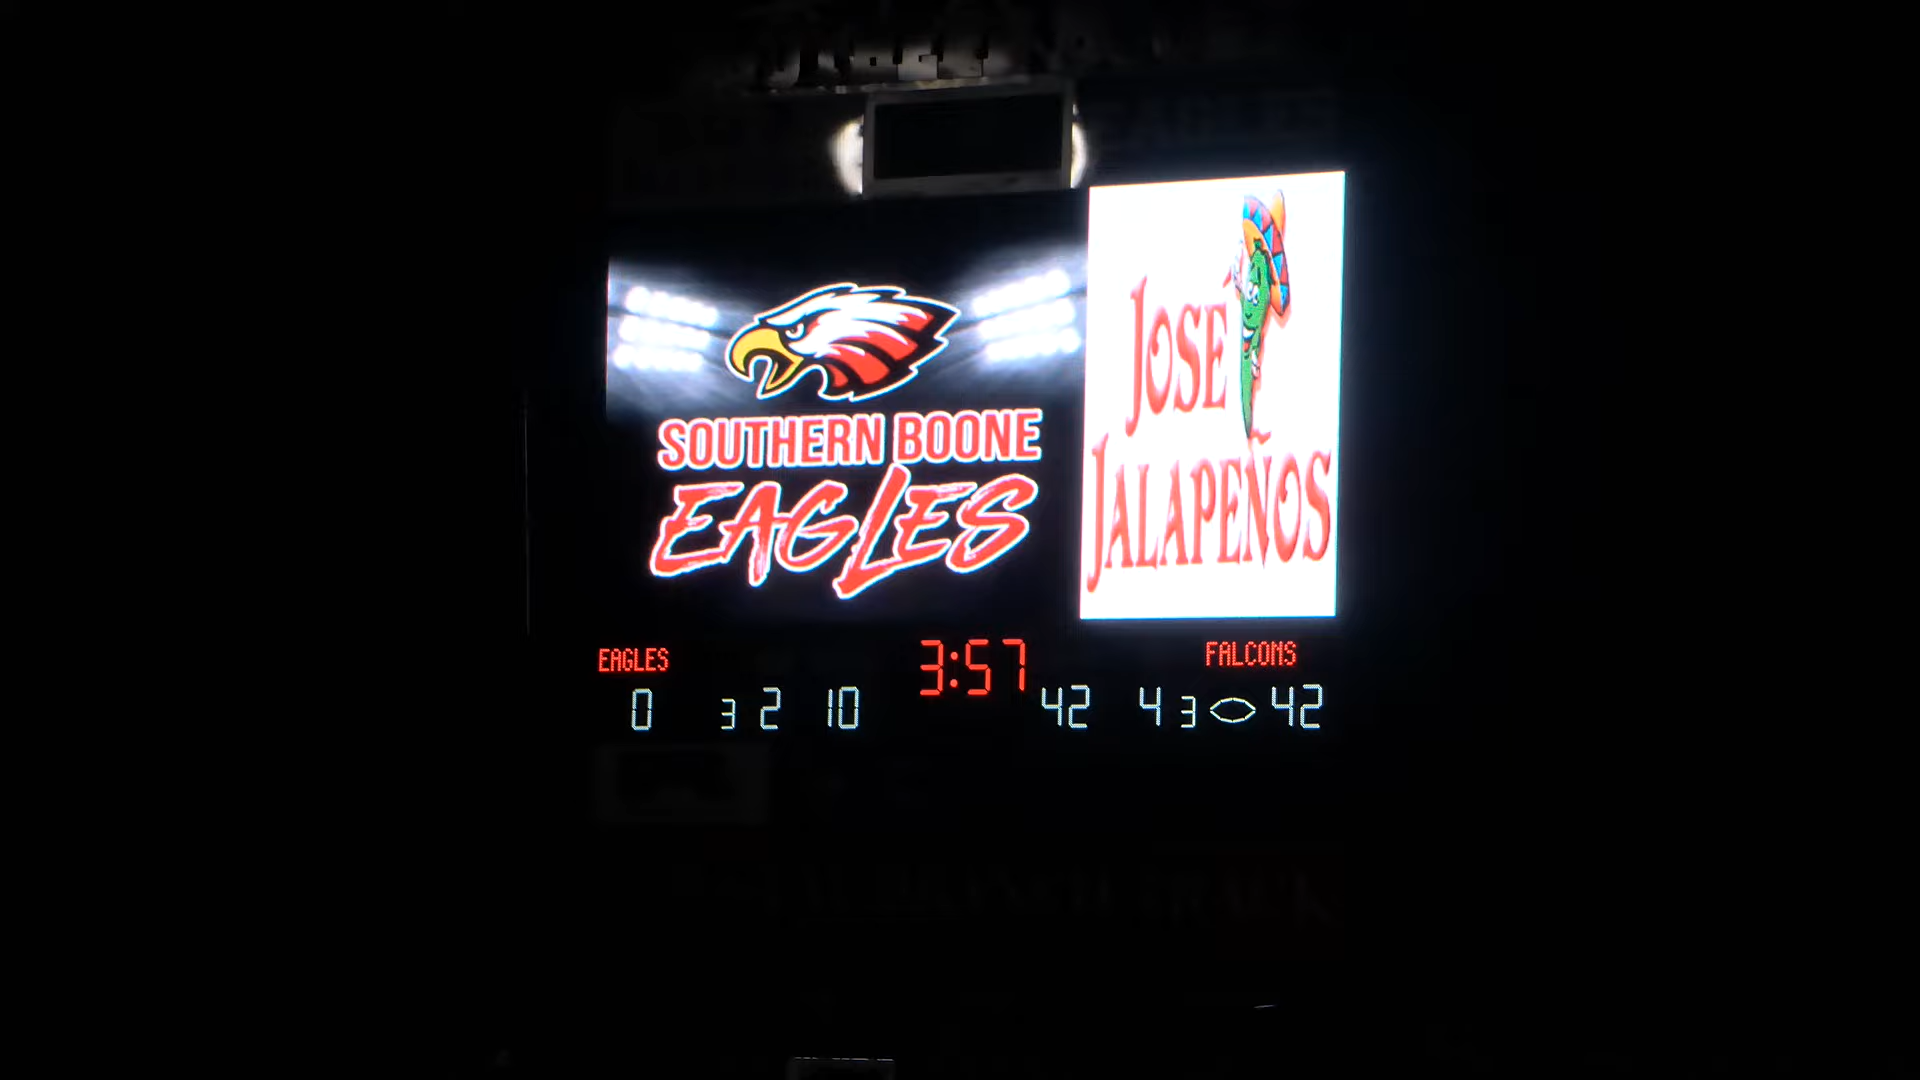 SOUTHERN BOONE
EAGLES
JOSE
JALAPEÑOS
EAGLES
3:57
FALCONS
0 3 2 10 42 4 3 42